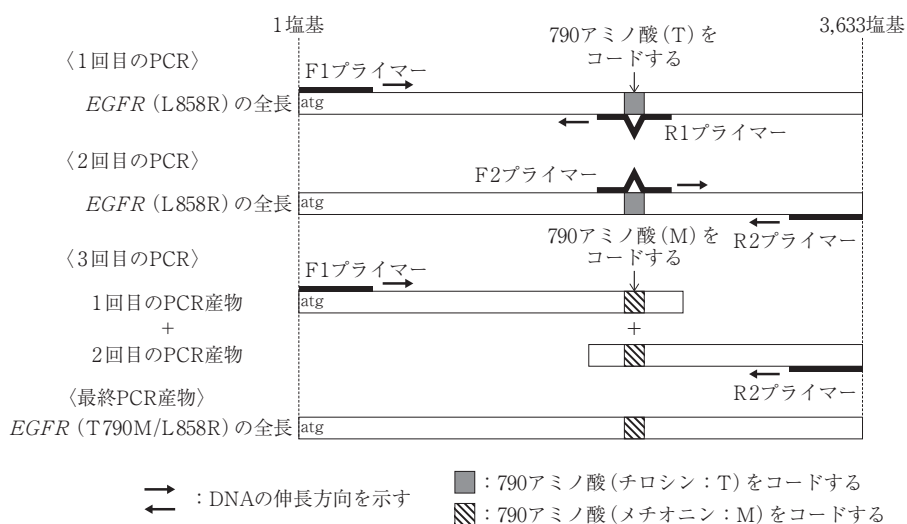 1塩基
790アミノ酸(T)を
コードする
3,633塩基
〈1回目のPCR〉
F1プライマー
EGFR (L858R)の全長
atg
R1プライマー
〈2回目のPCR〉
F2プライマー
EGFR (L858R)の全長
atg
790アミノ酸(M)を
コードする
R2プライマー
〈3回目のPCR〉
F1プライマー
1回目のPCR産物
atg
+
+
2回目のPCR産物
R2プライマー
〈最終PCR産物〉
EGFR (T790M/L858R)の全長
atg
:DNAの伸長方向を示す
:790アミノ酸(チロシン:T)をコードする
:790アミノ酸(メチオニン:M)をコードする